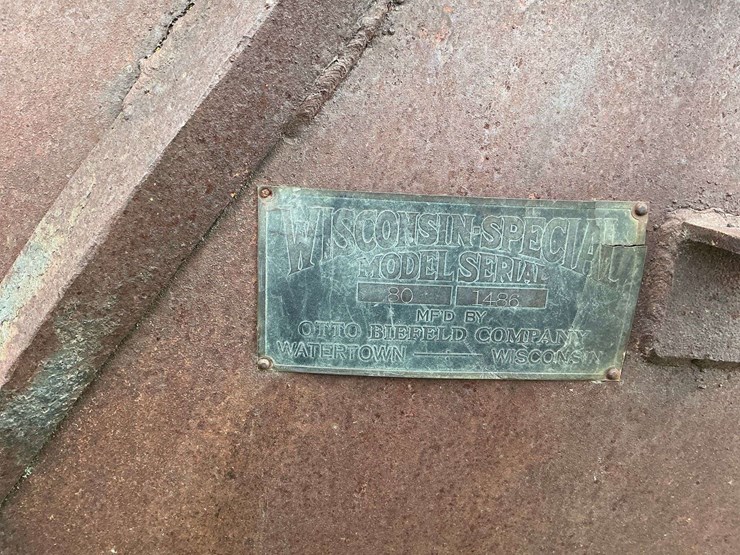 WISCONSIN-SPECIAL
MODEL SERIAL
80 1486
MFD BY
OTTO BIEFELD COMPANY
WATERTOWN — WISCONSIN